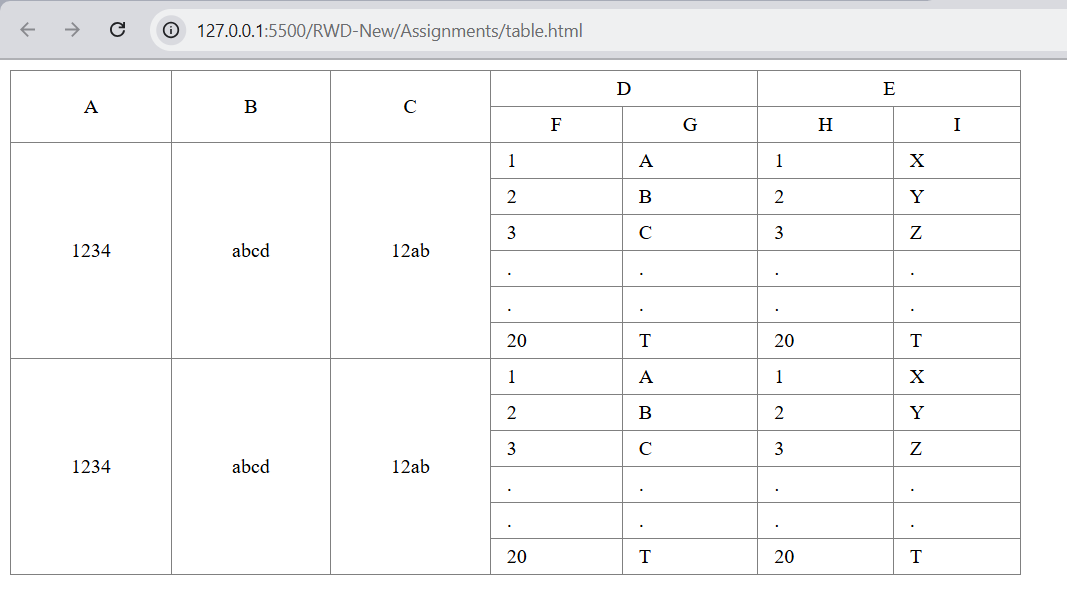 127.0.0.1:5500/RWD-New/Assignments/table.html
A B C D E
F G H I
1234 abcd 12ab 1 A 1 X
2 B 2 Y
3 C 3 Z
. . . .
. . . .
20 T 20 T
1234 abcd 12ab 1 A 1 X
2 B 2 Y
3 C 3 Z
. . . .
. . . .
20 T 20 T